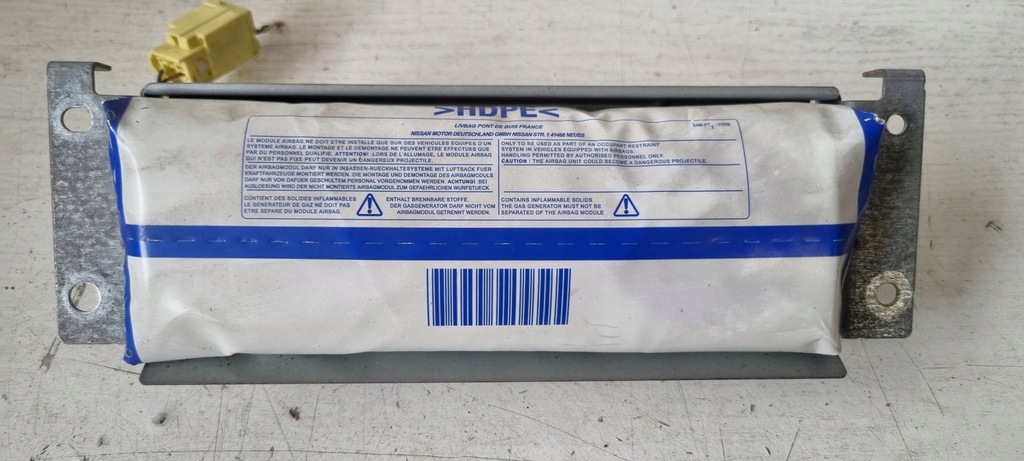 >HDPE<
LIVBAG PONT DE BUIS FRANCE
NISSAN MOTOR DEUTSCHLAND GMBH NISSAN STR. 1 41468 NEUSS
LE MODULE AIRBAG NE DOIT ETRE INSTALLE QUE SUR DES VEHICULES EQUIPES D'UN
SYSTEME AIRBAG. LE MONTAGE ET LE DEMONTAGE NE PEUVENT ETRE EFFECTUES QUE
PAR DU PERSONNEL QUALIFIE. ATTENTION! :LORS DE L'ALLUMAGE, LE MODULE AIRBAG
QUI N'EST PAS FIXE PEUT DEVENIR UN DANGEREUX PROJECTILE.
DER AIRBAGMODUL DARF NUR IN INSASSEN-RUECKHALTESYSTEME MIT LUFTSACK FUER
KRAFTFAHRZEUGE MONTIERT WERDEN. DIE MONTAGE UND DEMONTAGE DES AIRBAGMODULS
DARF NUR VON DAFUER GESCHULTEM PERSONAL VORGENOMMEN WERDEN. ACHTUNG! :BEI
AUSLOESUNG WIRD DER NICHT MONTIERTE AIRBAGMODUL ZUM GEFAEHRLICHEN WURFSTUECK
ONLY TO BE USED AS PART OF AN OCCUPANT RESTRAINT
SYSTEM IN VEHICLES EQUIPED WITH AIRBAGS.
HANDLING PERMITTED BY AUTHORISED PERSONNEL ONLY.
CAUTION : THE AIRBAG UNIT COULD BECOME A DANGEROUS PROJECTILE.
CONTIENT DES SOLIDES INFLAMMABLES
LE GENERATEUR DE GAZ NE DOIT PAS
ETRE SEPARE DU MODULE AIRBAG.
ENTHALT BRENNBARE STOFFE.
DER GASGENERATOR DARF NICHT VOM
AIRBAGMODUL GETRENNT WERDEN.
CONTAINS INFLAMMABLE SOLIDS
THE GAS GENERATOR MUST NOT BE
SEPARATED OF THE AIRBAG MODULE